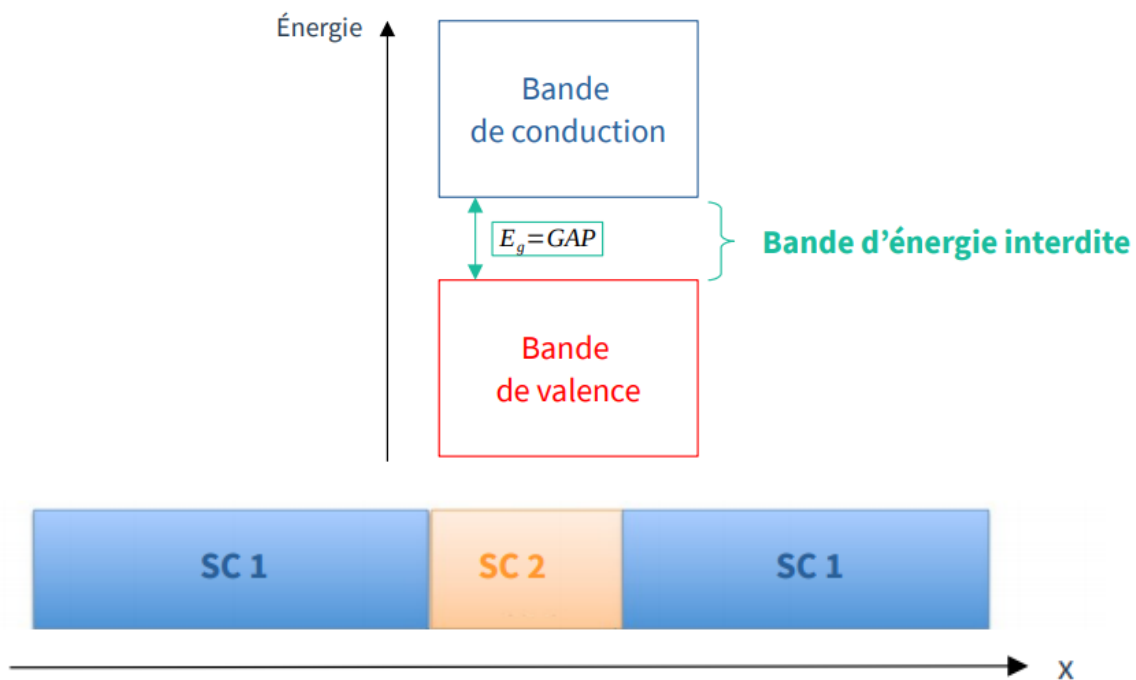 Énergie
Bande
de conduction
E_g=GAP
Bande d’énergie interdite
Bande
de valence
SC 1
SC 2
SC 1
x